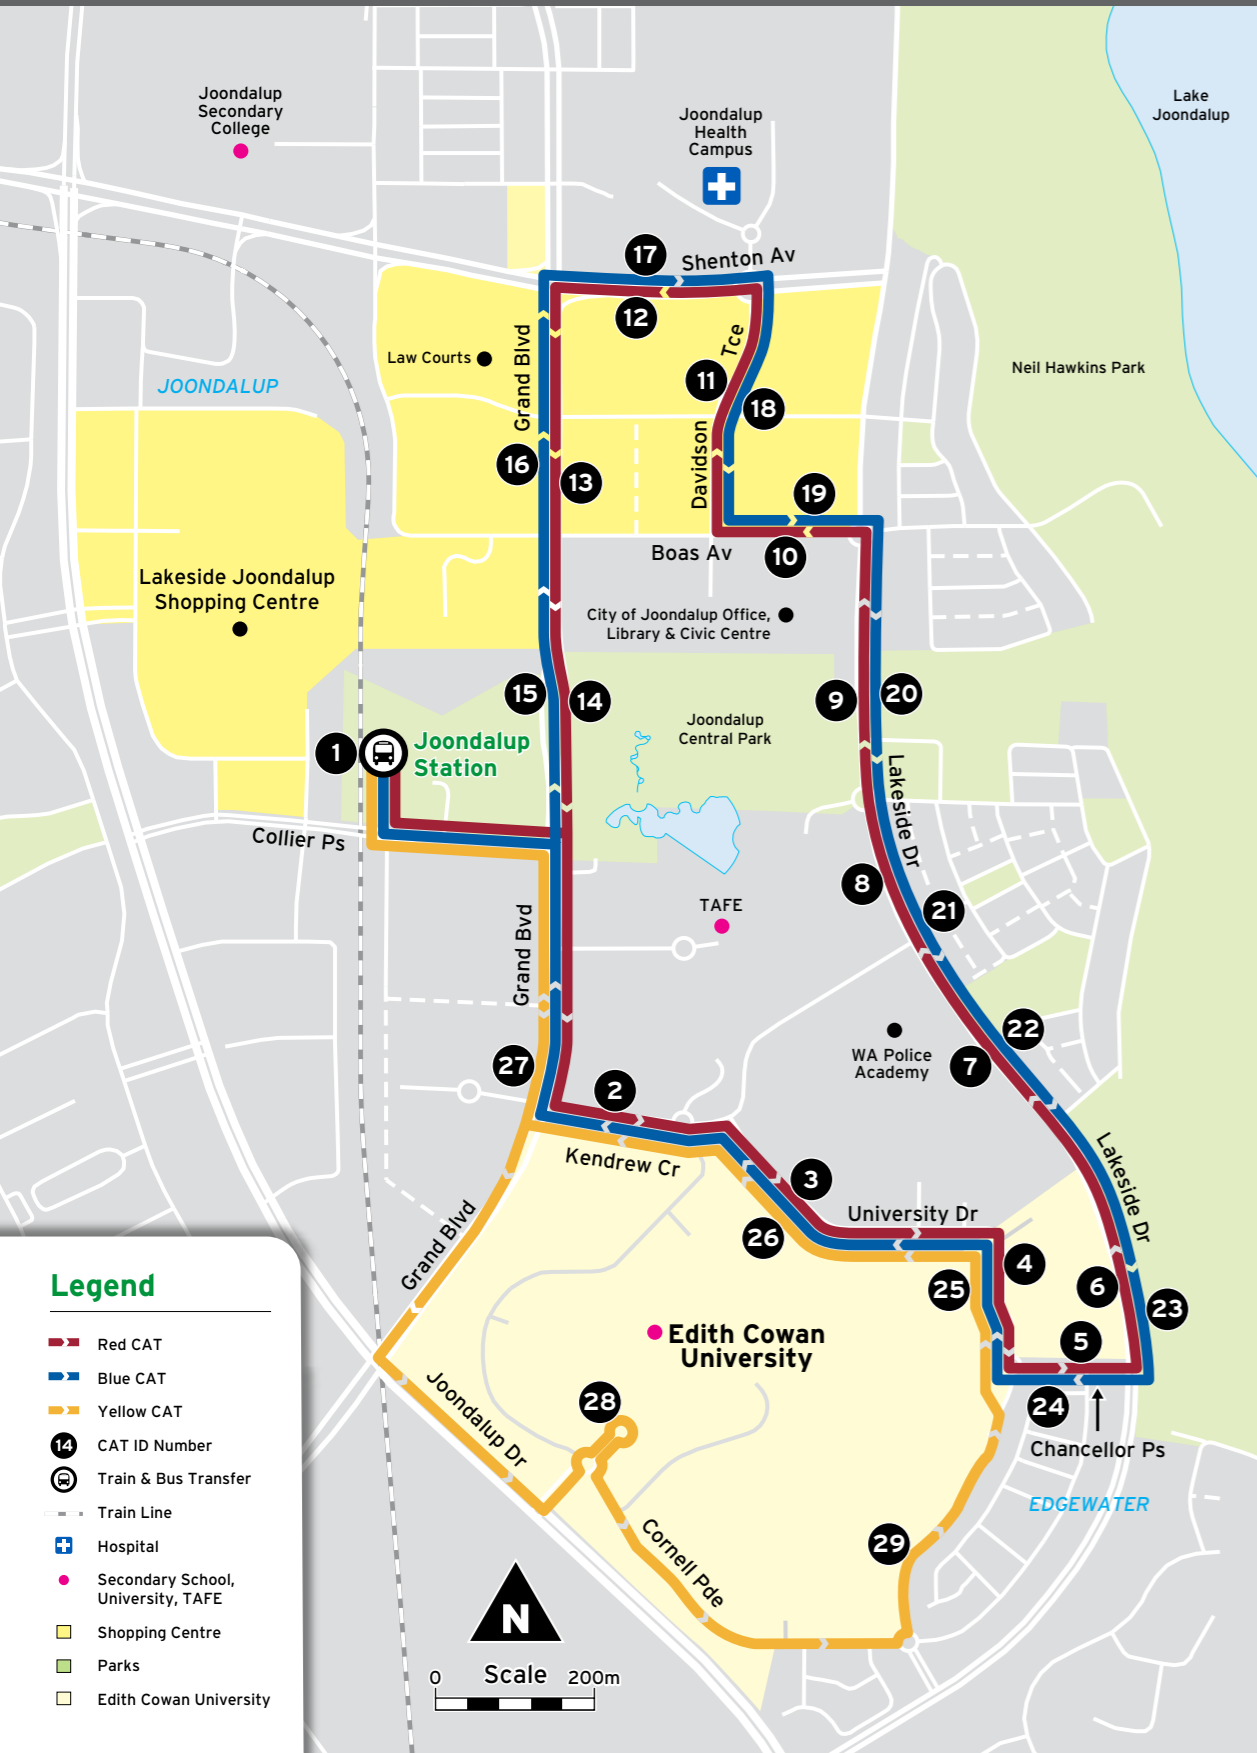 Joondalup
Secondary
College
Joondalup
Health
Campus
Lake
Joondalup
17
Shenton Av
12
Grand Blvd
Law Courts
Tce
11
18
JOONDALUP
Neil Hawkins Park
16
13
Davidson
19
Boas Av
10
Lakeside Joondalup
Shopping Centre
City of Joondalup Office,
Library & Civic Centre
15
14
9
20
Joondalup
Central Park
1
Joondalup
Station
Lakeside Dr
Collier Ps
8
21
TAFE
Grand Bvd
22
WA Police
Academy
7
27
2
Kendrew Cr
3
Lakeside Dr
University Dr
26
Grand Blvd
4
25
6
23
5
Edith Cowan
University
28
24
Joondalup Dr
Chancellor Ps
EDGEWATER
29
Cornell Pde
N
0 Scale 200m
Legend
Red CAT
Blue CAT
Yellow CAT
14 CAT ID Number
Train & Bus Transfer
Train Line
Hospital
Secondary School,
University, TAFE
Shopping Centre
Parks
Edith Cowan University